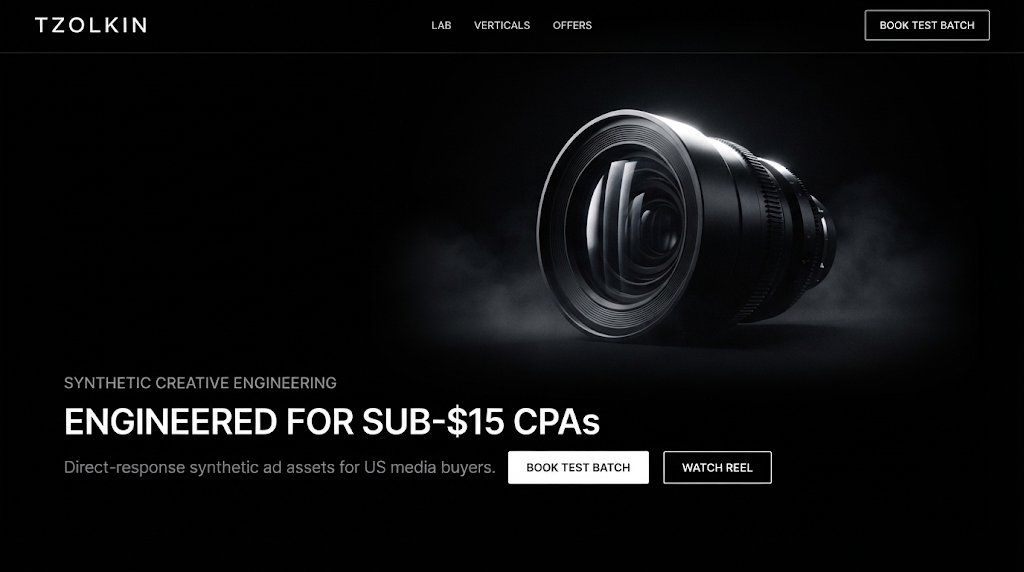 TZOLKIN
LAB VERTICALS OFFERS
BOOK TEST BATCH
SYNTHETIC CREATIVE ENGINEERING
ENGINEERED FOR SUB-$15 CPAs
Direct-response synthetic ad assets for US media buyers.
BOOK TEST BATCH
WATCH REEL